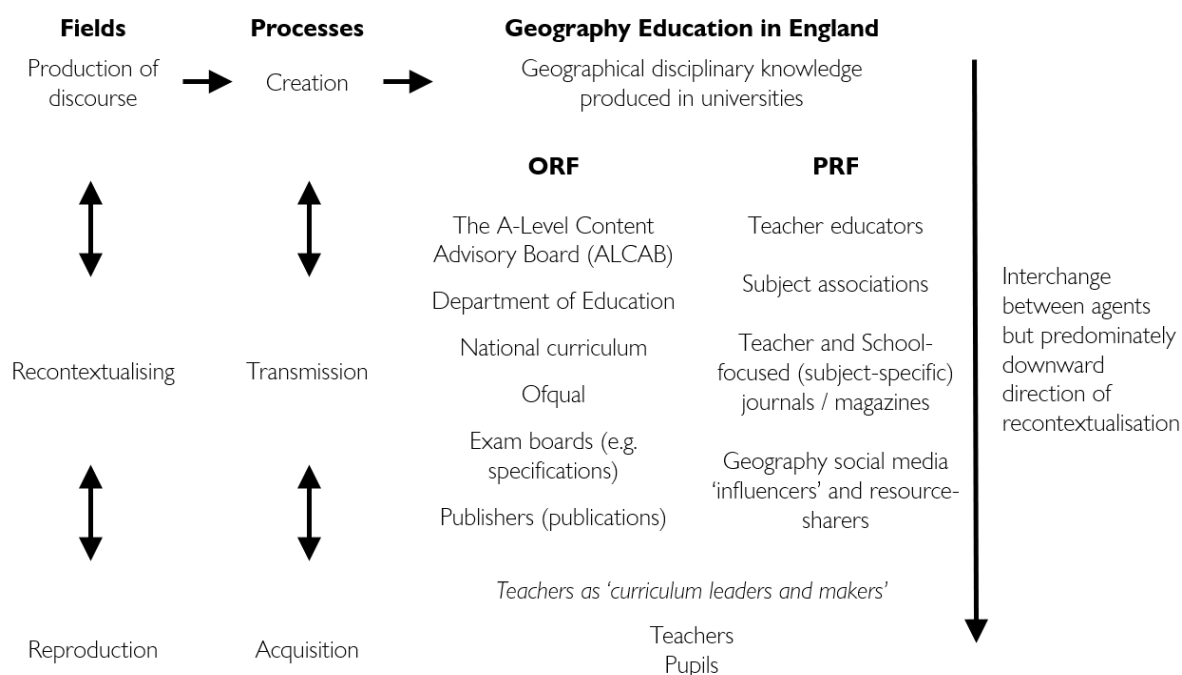 Fields
Processes
Geography Education in England
Production of
discourse
Creation
Geographical disciplinary knowledge
produced in universities
ORF
PRF
The A-Level Content
Advisory Board (ALCAB)
Department of Education
National curriculum
Ofqual
Exam boards (e.g.
specifications)
Publishers (publications)
Teacher educators
Subject associations
Teacher and School-
focused (subject-specific)
journals / magazines
Geography social media
‘influencers’ and resource-
sharers
Recontextualising
Transmission
Interchange
between agents
but predominately
downward
direction of
recontextualisation
Teachers as ‘curriculum leaders and makers’
Reproduction
Acquisition
Teachers
Pupils